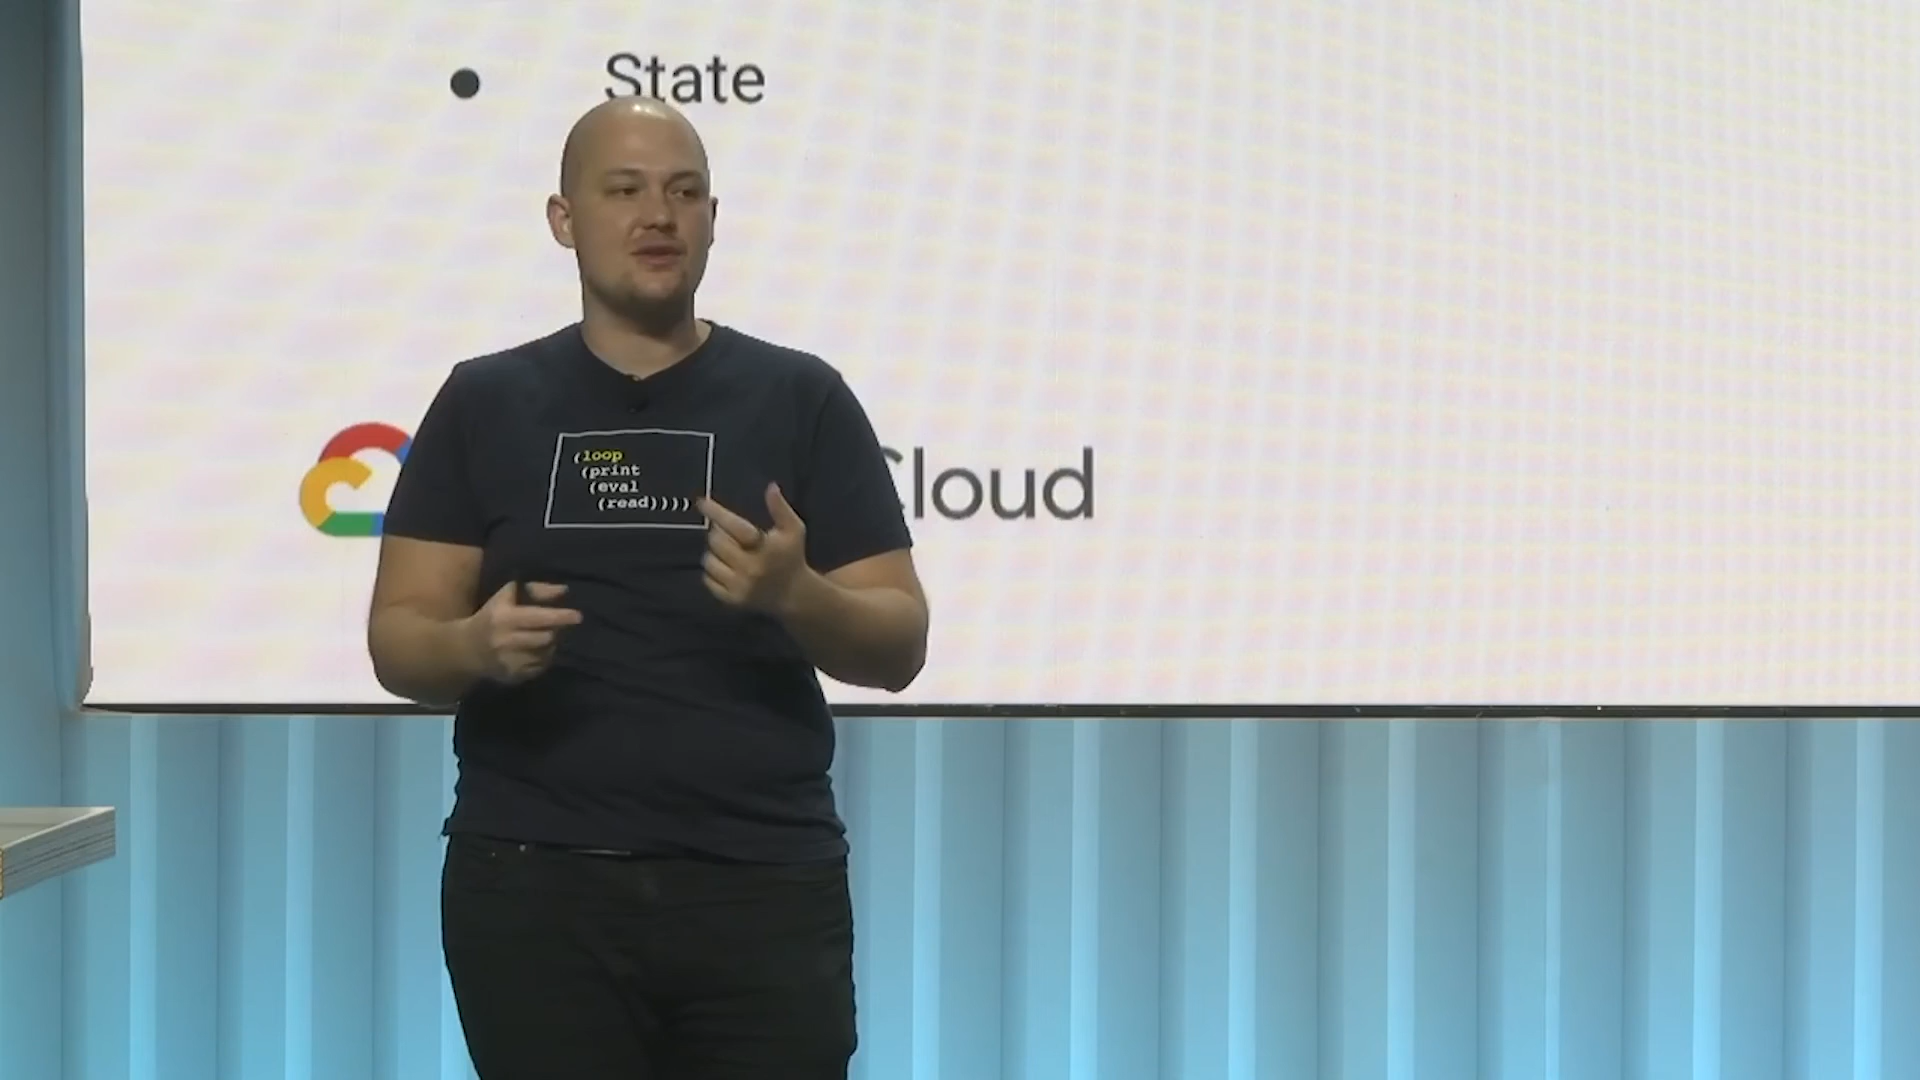 State
(loop
(print
(eval
(read))))
Cloud